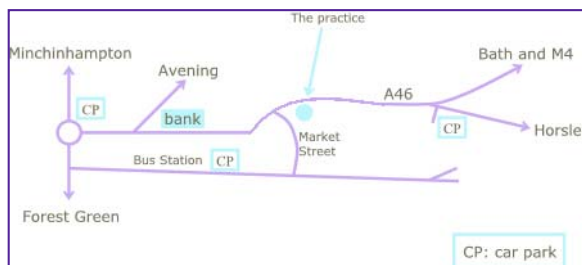 The practice
Minchinhampton
Bath and M4
Avening
A46
CP
bank
CP
Horsle
Market
Street
Bus Station
CP
Forest Green
CP: car park